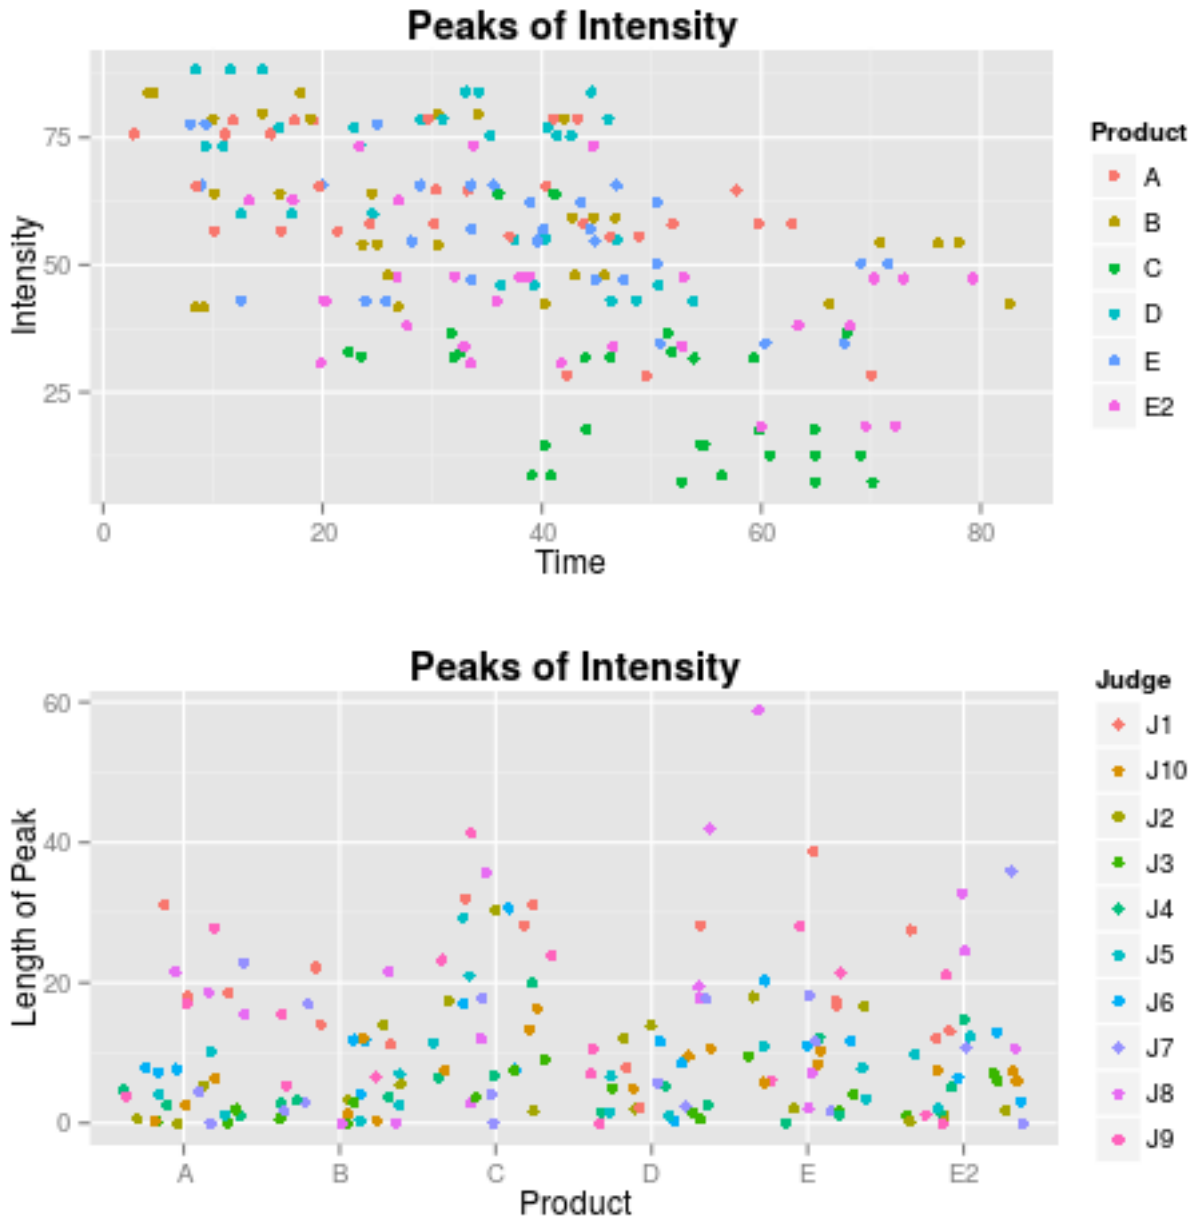 Peaks of Intensity
75
50
25
Intensity
0 20 40 60 80
Time
Product
A
B
C
D
E
E2
Peaks of Intensity
60
40
20
0
Length of Peak
A B C D E E2
Product
Judge
J1
J10
J2
J3
J4
J5
J6
J7
J8
J9